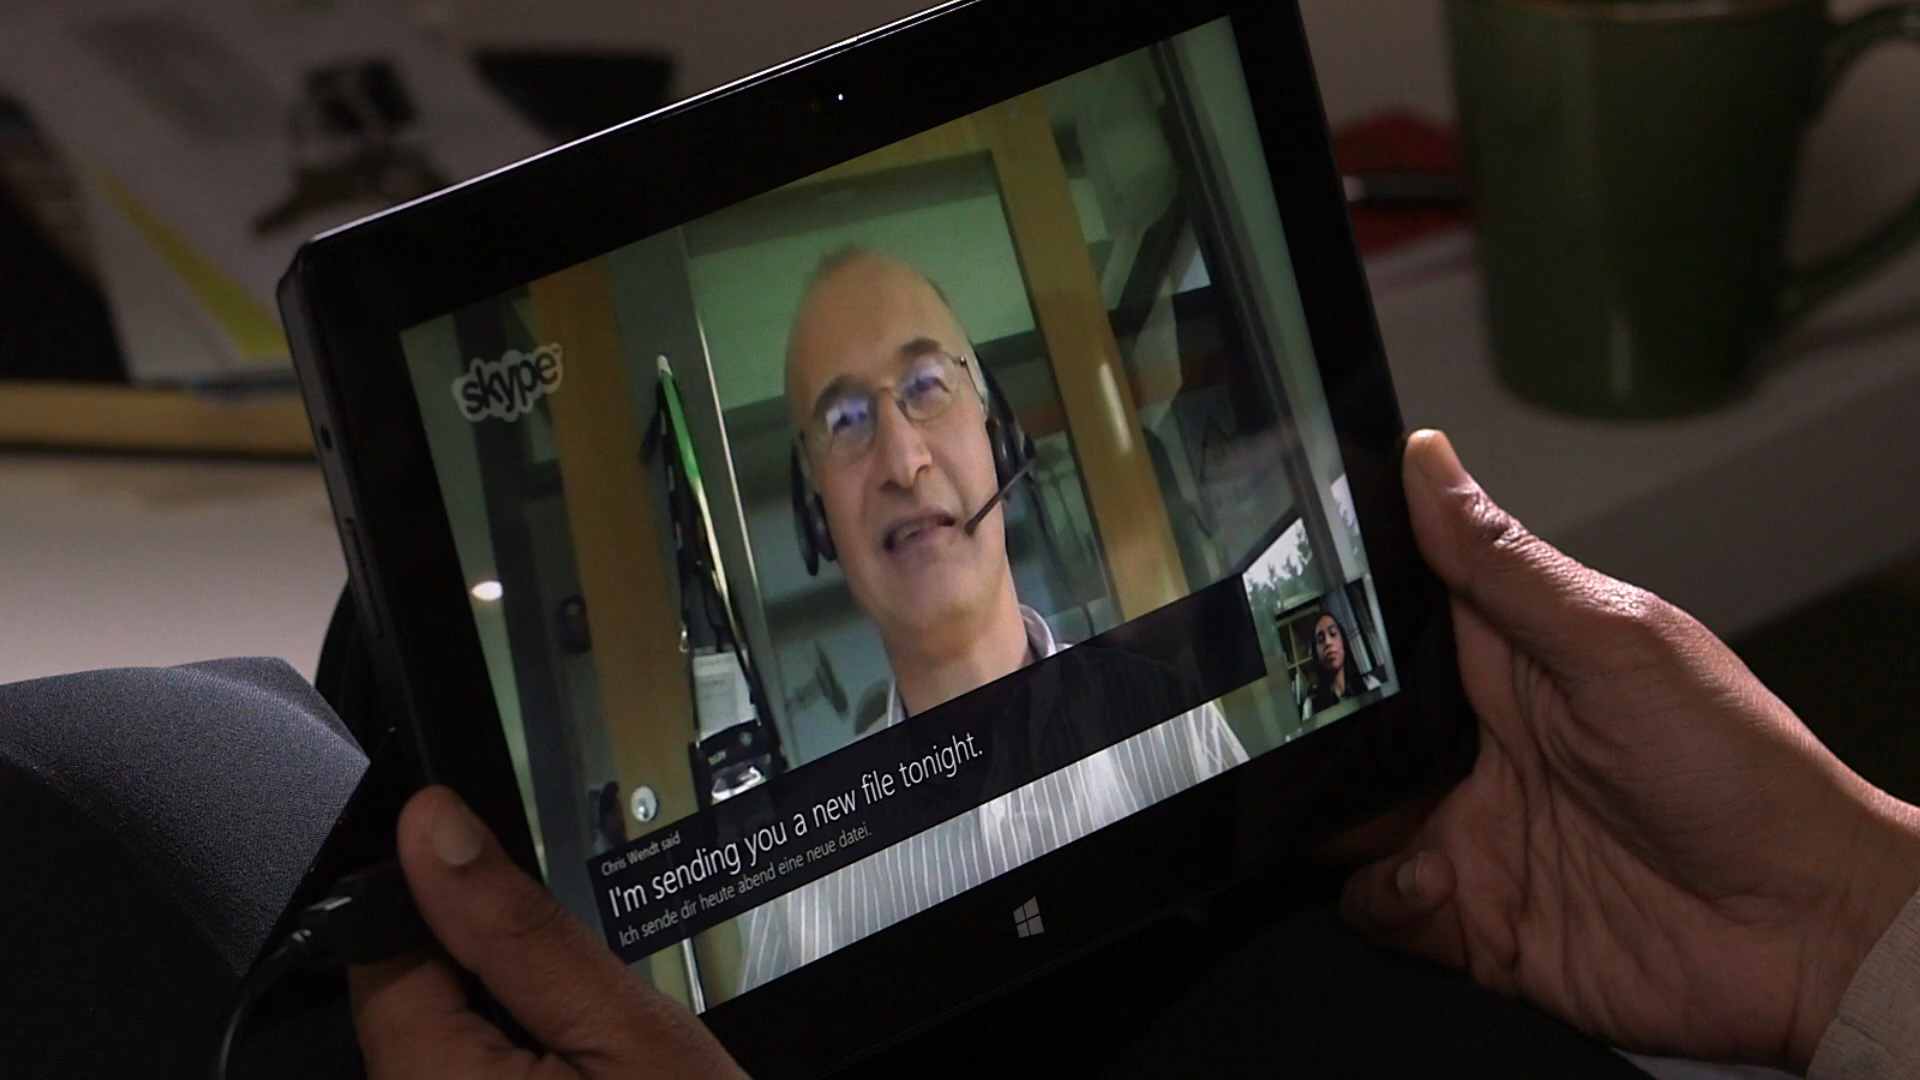 skype
Chris Wendt said
I'm sending you a new file tonight.
Ich sende dir heute abend eine neue datei.